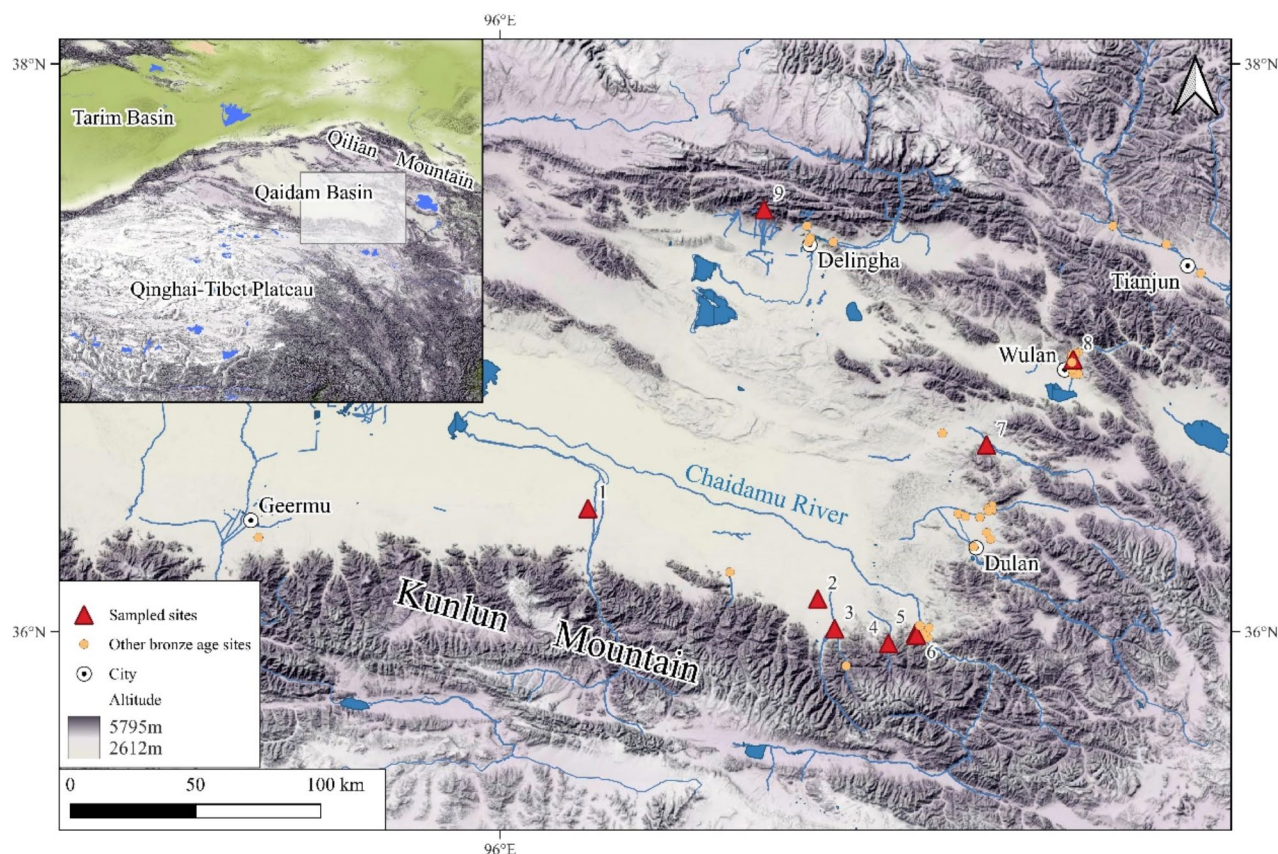 96°E
38°N
38°N
Tarim Basin
Qilian Mountain
Qaidam Basin
Qinghai-Tibet Plateau
9
Delingha
Tianjun
8
Wulan
7
Chaidamu River
1
Geermu
Dulan
2
3
4
5
6
Kunlun Mountain
36°N
36°N
Sampled sites
Other bronze age sites
City
Altitude
5795m
2612m
0 50 100 km
96°E